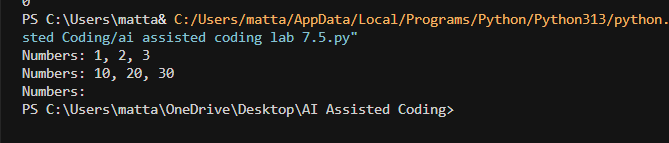 0
PS C:\Users\matta& C:/Users/matta/AppData/Local/Programs/Python/Python313/python.
sted Coding/ai assisted coding lab 7.5.py"
Numbers: 1, 2, 3
Numbers: 10, 20, 30
Numbers:
PS C:\Users\matta\OneDrive\Desktop\AI Assisted Coding>